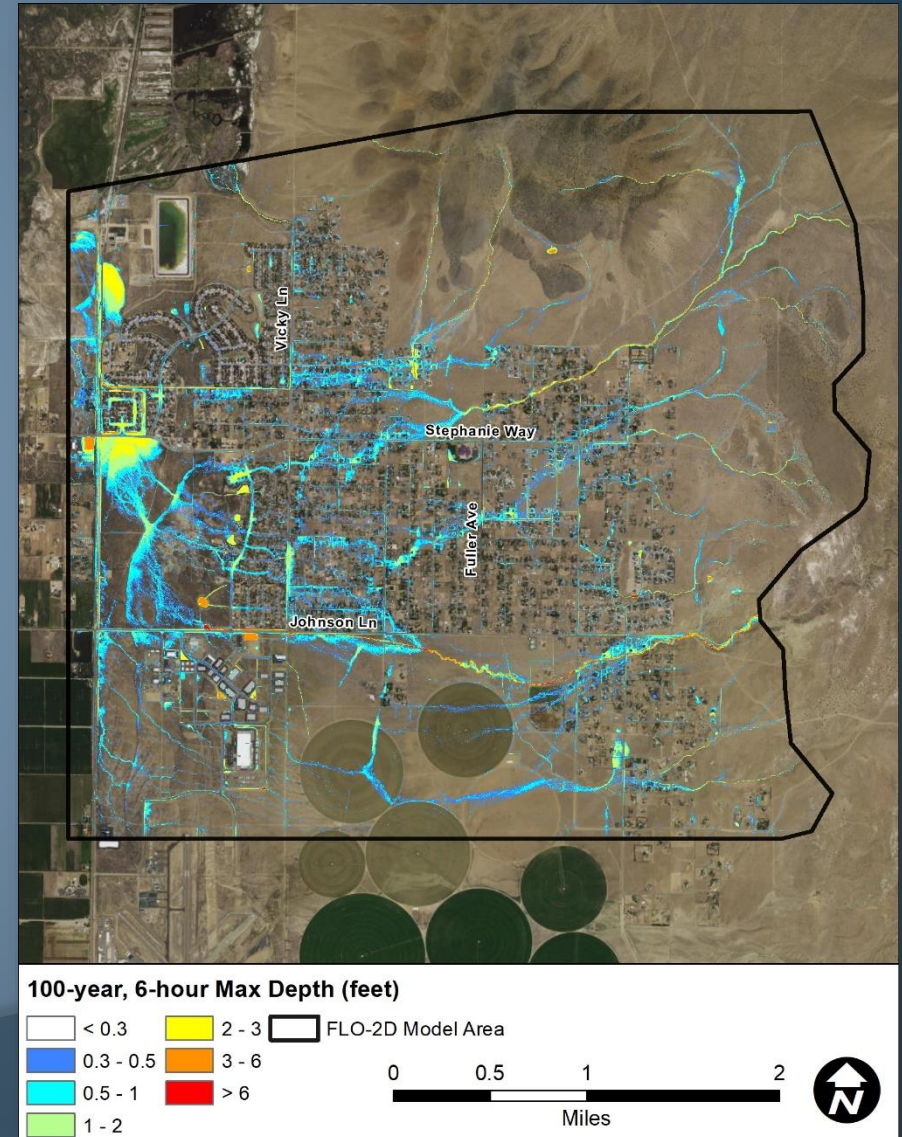 Vicky Ln
Stephanie Way
Fuller Ave
Johnson Ln
100-year, 6-hour Max Depth (feet)
< 0.3
2 - 3
FLO-2D Model Area
0.3 - 0.5
3 - 6
0.5 - 1
> 6
1 - 2
0 0.5 1 2
Miles
N